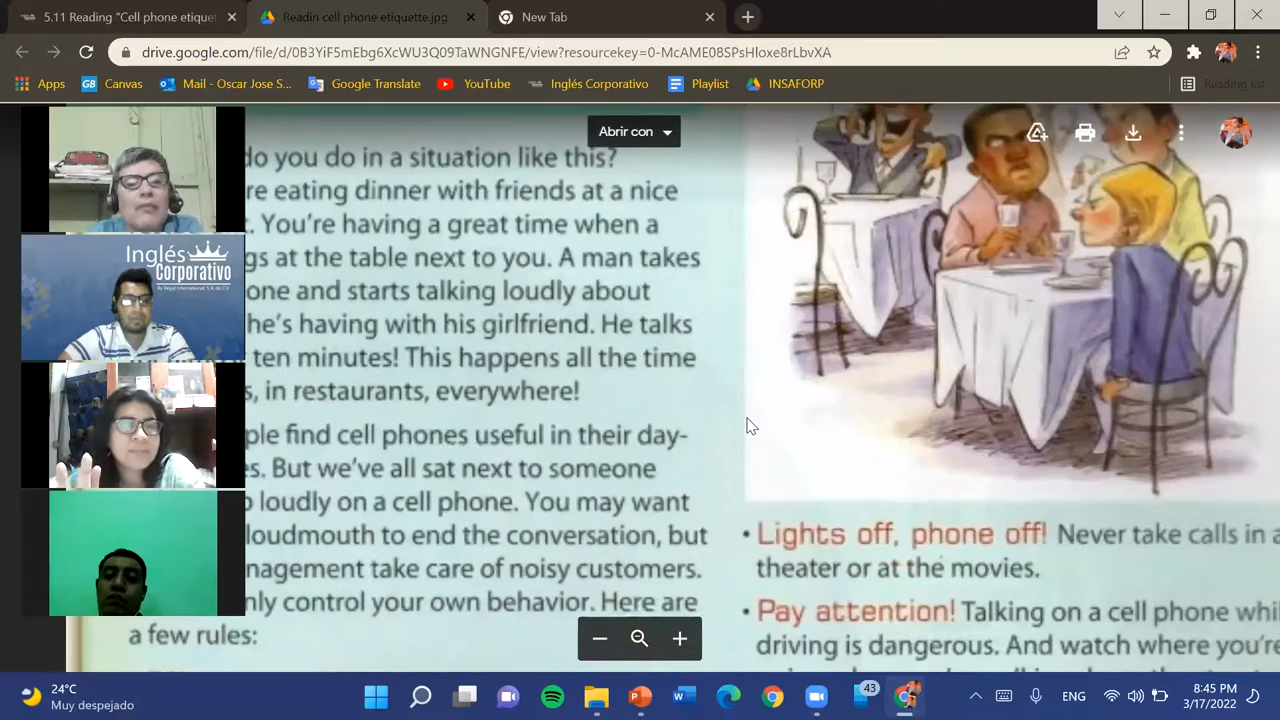 5.11 Reading "Cell phone etiquet
Readin cell phone etiquette.jpg
New Tab
drive.google.com/file/d/0B3YiF5mEbg6XcWU3Q09TaWNGNFE/view?resourcekey=0-McAME08SPsHloxe8rLbvXA
Apps
Canvas
Mail - Oscar Jose S...
Google Translate
YouTube
Inglés Corporativo
Playlist
INSAFORP
Reading list
Abrir con
do you do in a situation like this?
re eating dinner with friends at a nice
t. You're having a great time when a
gs at the table next to you. A man takes
one and starts talking loudly about
he's having with his girlfriend. He talks
ten minutes! This happens all the time
s, in restaurants, everywhere!
ple find cell phones useful in their day-
es. But we've all sat next to someone
o loudly on a cell phone. You may want
loudmouth to end the conversation, but
nagement take care of noisy customers.
nly control your own behavior. Here are
a few rules:
Inglés
Corporativo
By Regal International, S.A. de C.V
• Lights off, phone off! Never take calls in a
theater or at the movies.
• Pay attention! Talking on a cell phone whi
driving is dangerous. And watch where you're
24°C
Muy despejado
43
ENG
8:45 PM
3/17/2022